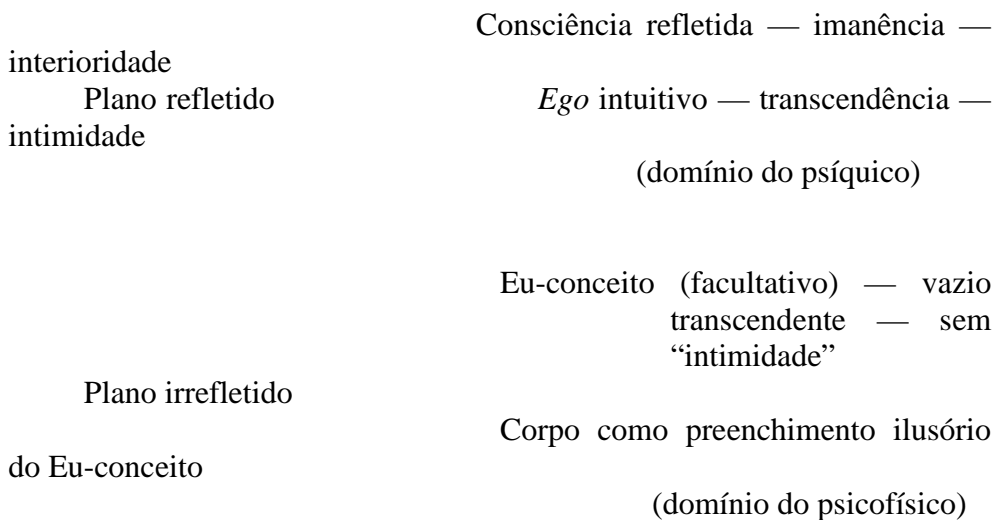 Consciência refletida — imanência —
interioridade
Plano refletido Ego intuitivo — transcendência —
intimidade
(domínio do psíquico)
Eu-conceito (facultativo) — vazio
transcendente — sem
“intimidade”
Plano irrefletido
Corpo como preenchimento ilusório
do Eu-conceito
(domínio do psicofísico)